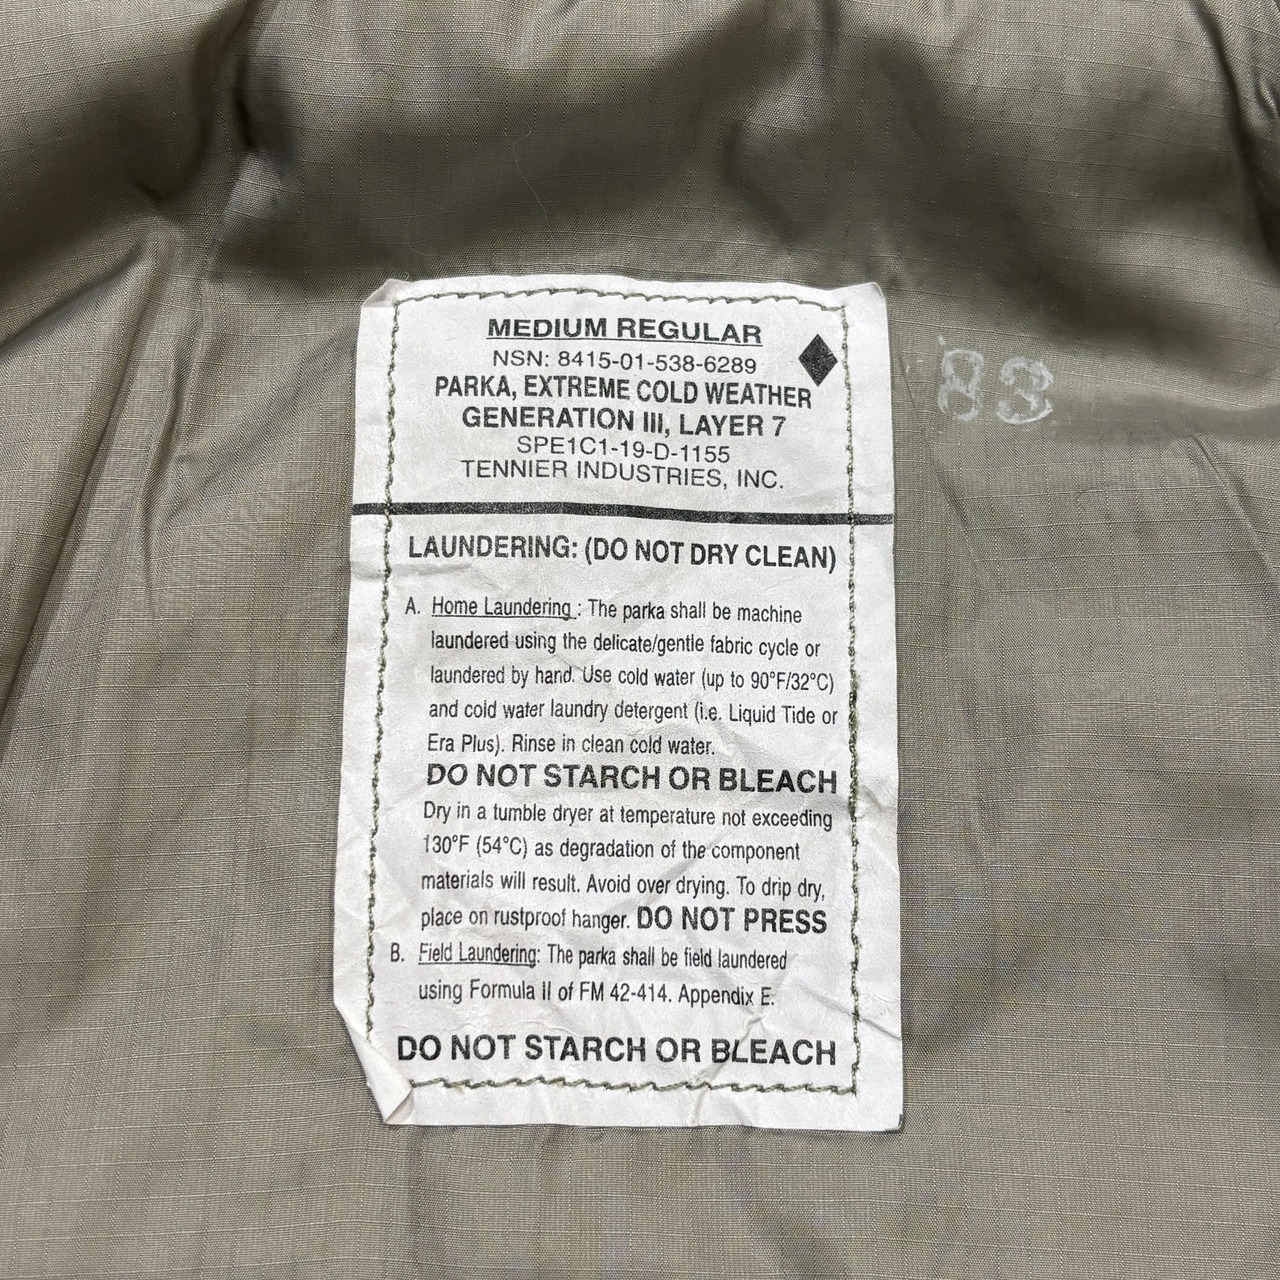 MEDIUM REGULAR
NSN: 8415-01-538-6289
PARKA, EXTREME COLD WEATHER
GENERATION III, LAYER 7
SPE1C1-19-D-1155
TENNIER INDUSTRIES, INC.
83
LAUNDERING: (DO NOT DRY CLEAN)
A. Home Laundering : The parka shall be machine
laundered using the delicate/gentle fabric cycle or
laundered by hand. Use cold water (up to 90°F/32°C)
and cold water laundry detergent (i.e. Liquid Tide or
Era Plus). Rinse in clean cold water.
DO NOT STARCH OR BLEACH
Dry in a tumble dryer at temperature not exceeding
130°F (54°C) as degradation of the component
materials will result. Avoid over drying. To drip dry,
place on rustproof hanger. DO NOT PRESS
B. Field Laundering: The parka shall be field laundered
using Formula II of FM 42-414. Appendix E.
DO NOT STARCH OR BLEACH